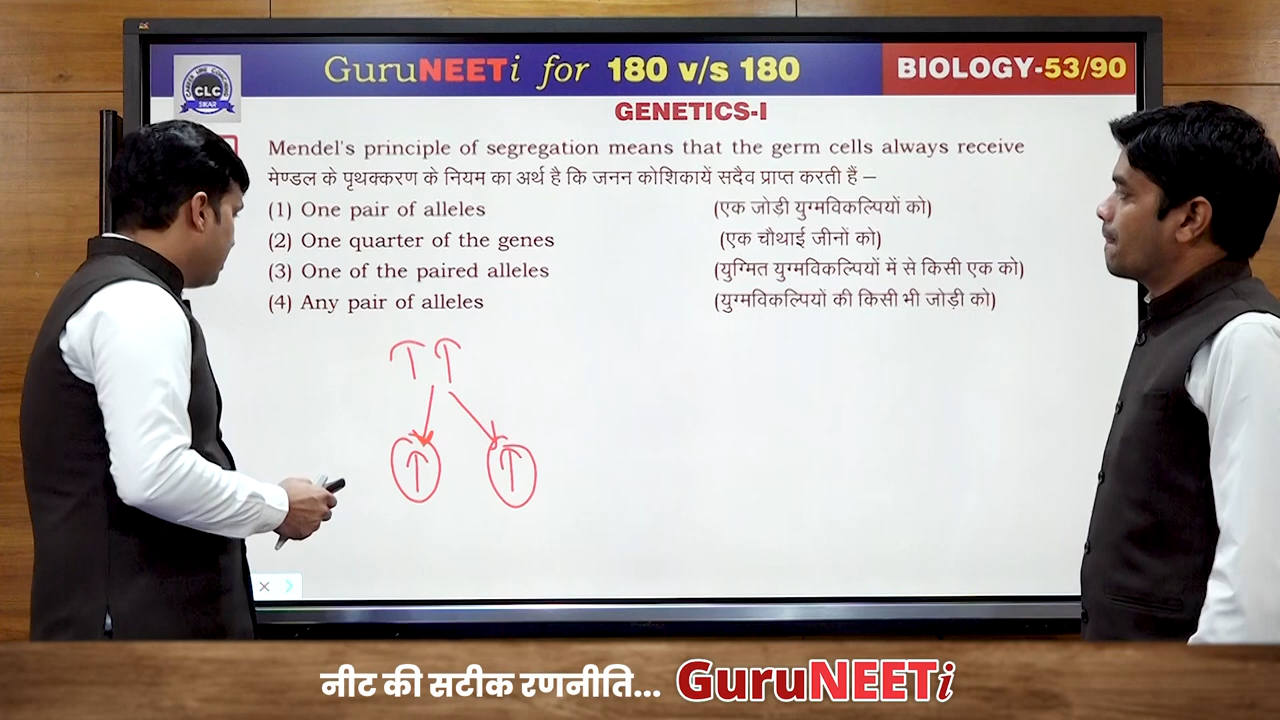 GuruNEETi for 180 v/s 180
BIOLOGY-53/90
CLC
SIKAR
GENETICS-I
Mendel's principle of segregation means that the germ cells always receive
मेण्डल के पृथक्करण के नियम का अर्थ है कि जनन कोशिकायें सदैव प्राप्त करती हैं –
(1) One pair of alleles (एक जोड़ी युग्मविकल्पियों को)
(2) One quarter of the genes (एक चौथाई जीनों को)
(3) One of the paired alleles (युग्मित युग्मविकल्पियों में से किसी एक को)
(4) Any pair of alleles (युग्मविकल्पियों की किसी भी जोड़ी को)
T T
T T
नीट की सटीक रणनीति... GuruNEETi